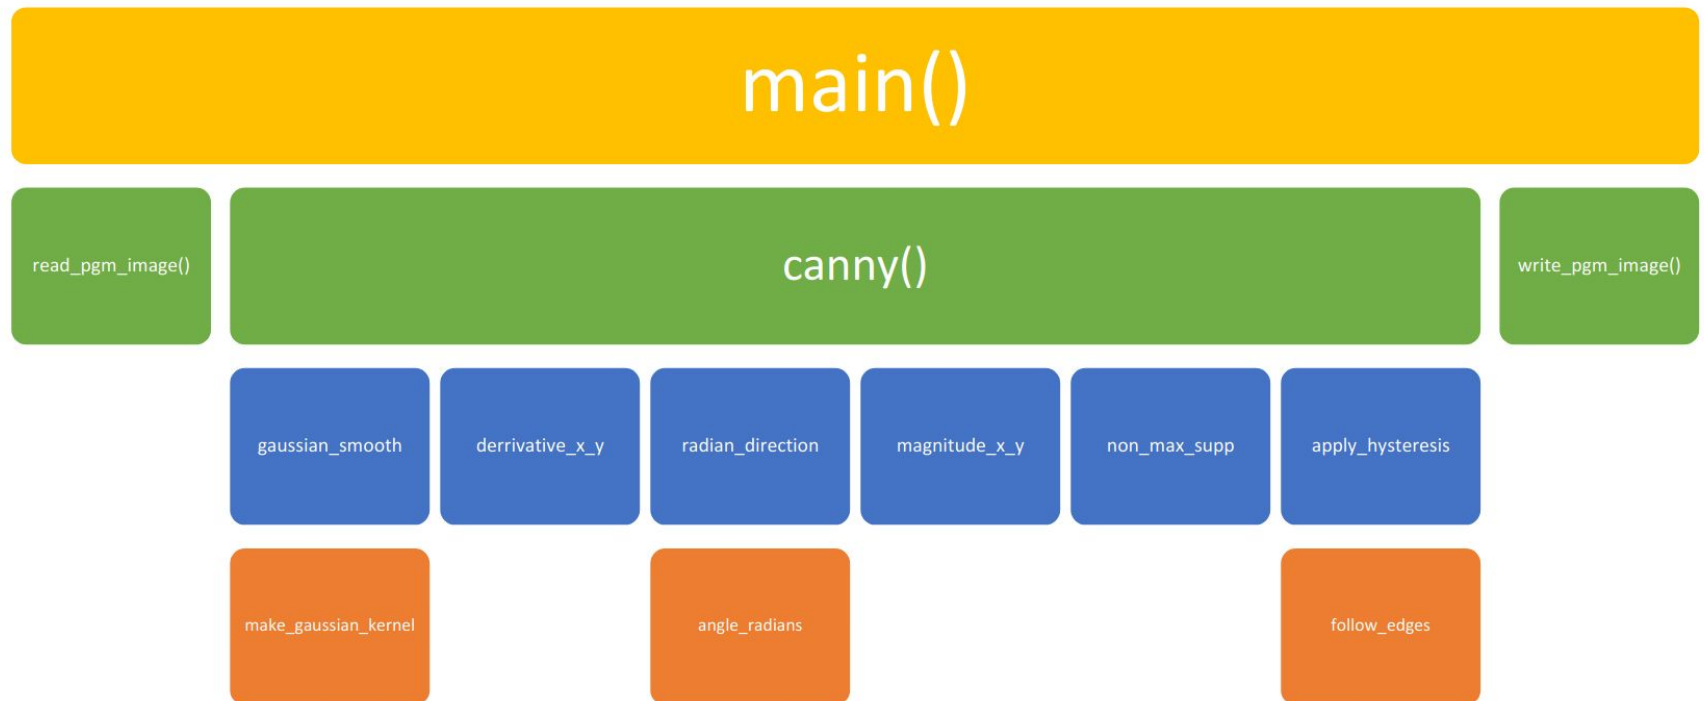 main()
read_pgm_image()
canny()
write_pgm_image()
gaussian_smooth
derrivative_x_y
radian_direction
magnitude_x_y
non_max_supp
apply_hysteresis
make_gaussian_kernel
angle_radians
follow_edges